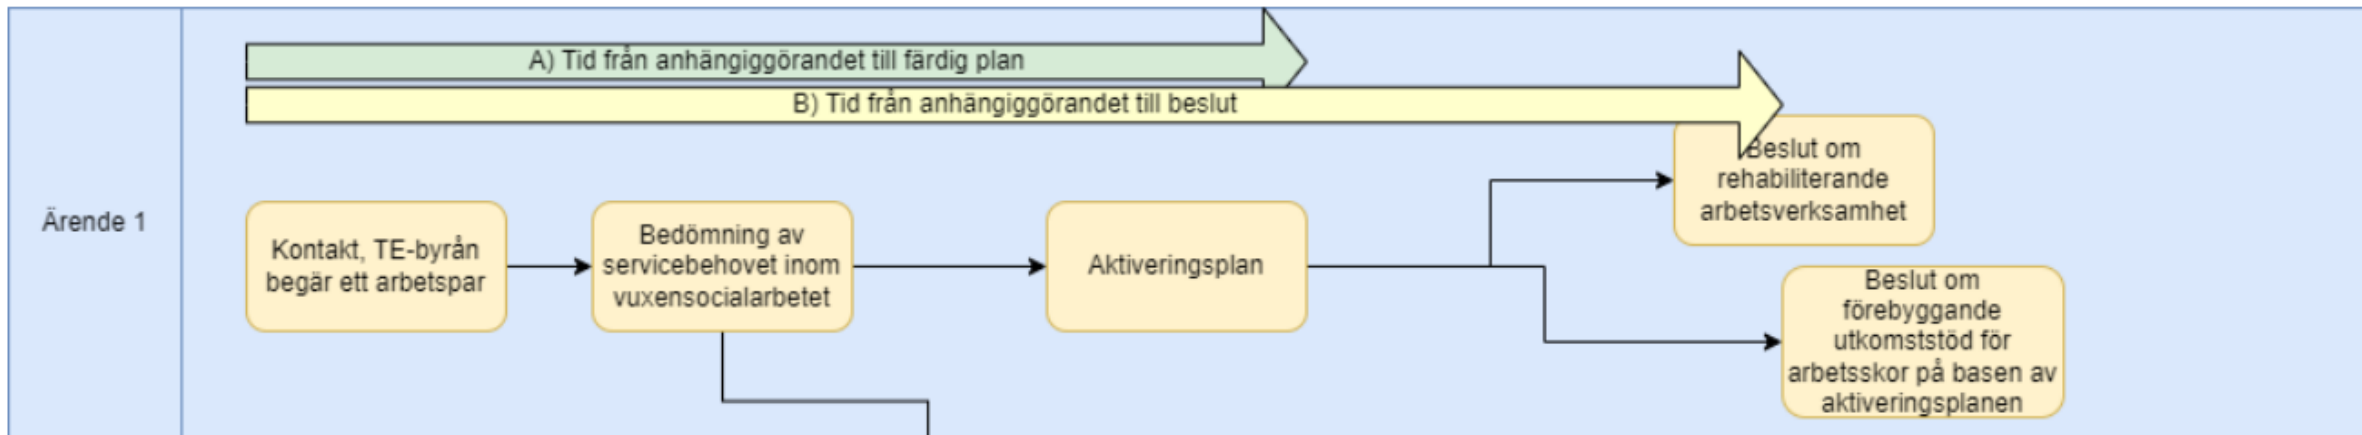 A) Tid från anhängiggörandet till färdig plan
B) Tid från anhängiggörandet till beslut
Ärende 1
Kontakt, TE-byrån
begär ett arbetspar
Bedömning av
servicebehovet inom
vuxensocialarbetet
Aktiveringsplan
Beslut om
rehabiliterande
arbetsverksamhet
Beslut om
förebyggande
utkomststöd för
arbetsskor på basen av
aktiveringsplanen